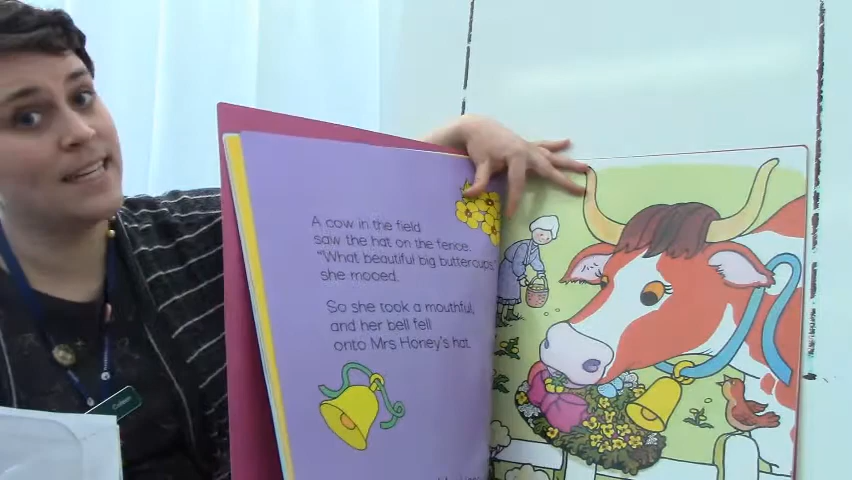 A cow in the field
saw the hat on the fence.
"What beautiful big buttercups,"
she mooed.
So she took a mouthful,
and her bell fell
onto Mrs Honey's hat.